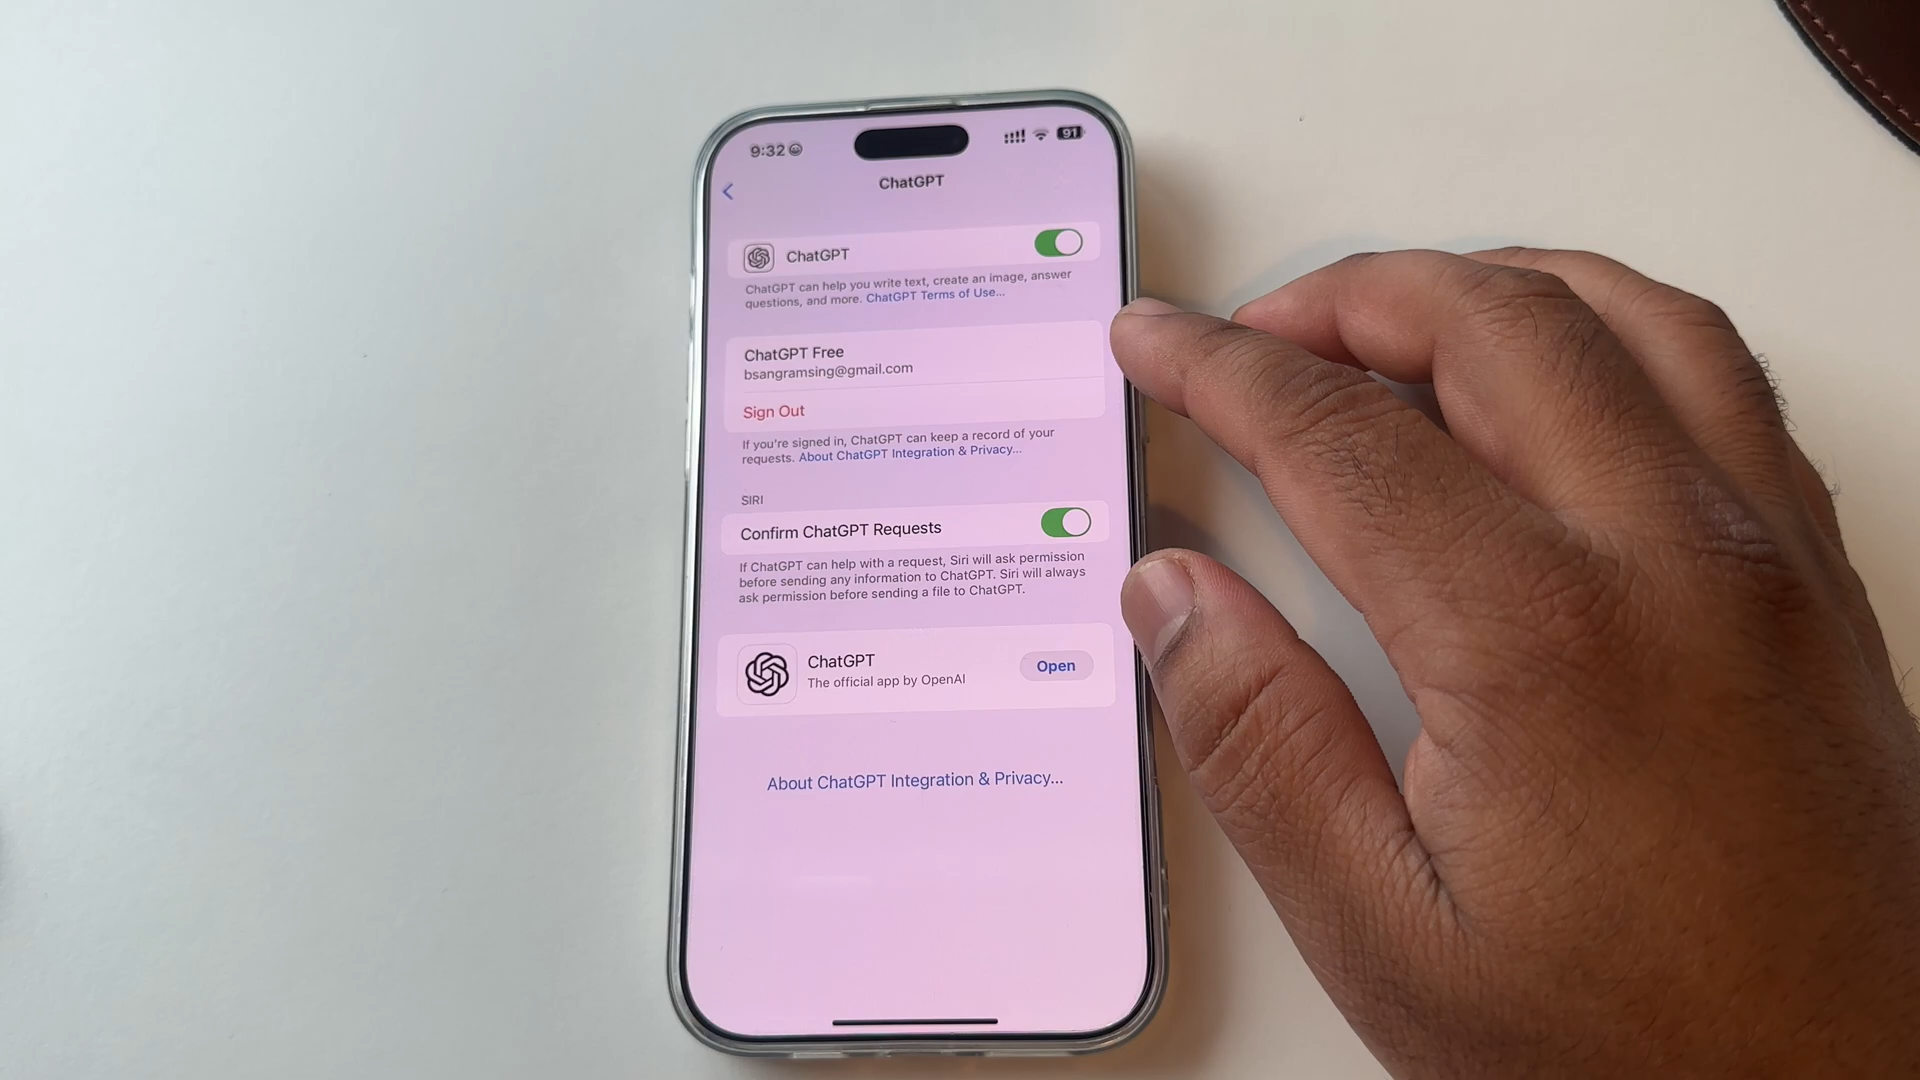 9:32
91
ChatGPT
ChatGPT
ChatGPT can help you write text, create an image, answer
questions, and more. ChatGPT Terms of Use...
ChatGPT Free
bsangramsing@gmail.com
Sign Out
If you're signed in, ChatGPT can keep a record of your
requests. About ChatGPT Integration & Privacy...
SIRI
Confirm ChatGPT Requests
If ChatGPT can help with a request, Siri will ask permission
before sending any information to ChatGPT. Siri will always
ask permission before sending a file to ChatGPT.
ChatGPT
The official app by OpenAI
Open
About ChatGPT Integration & Privacy...